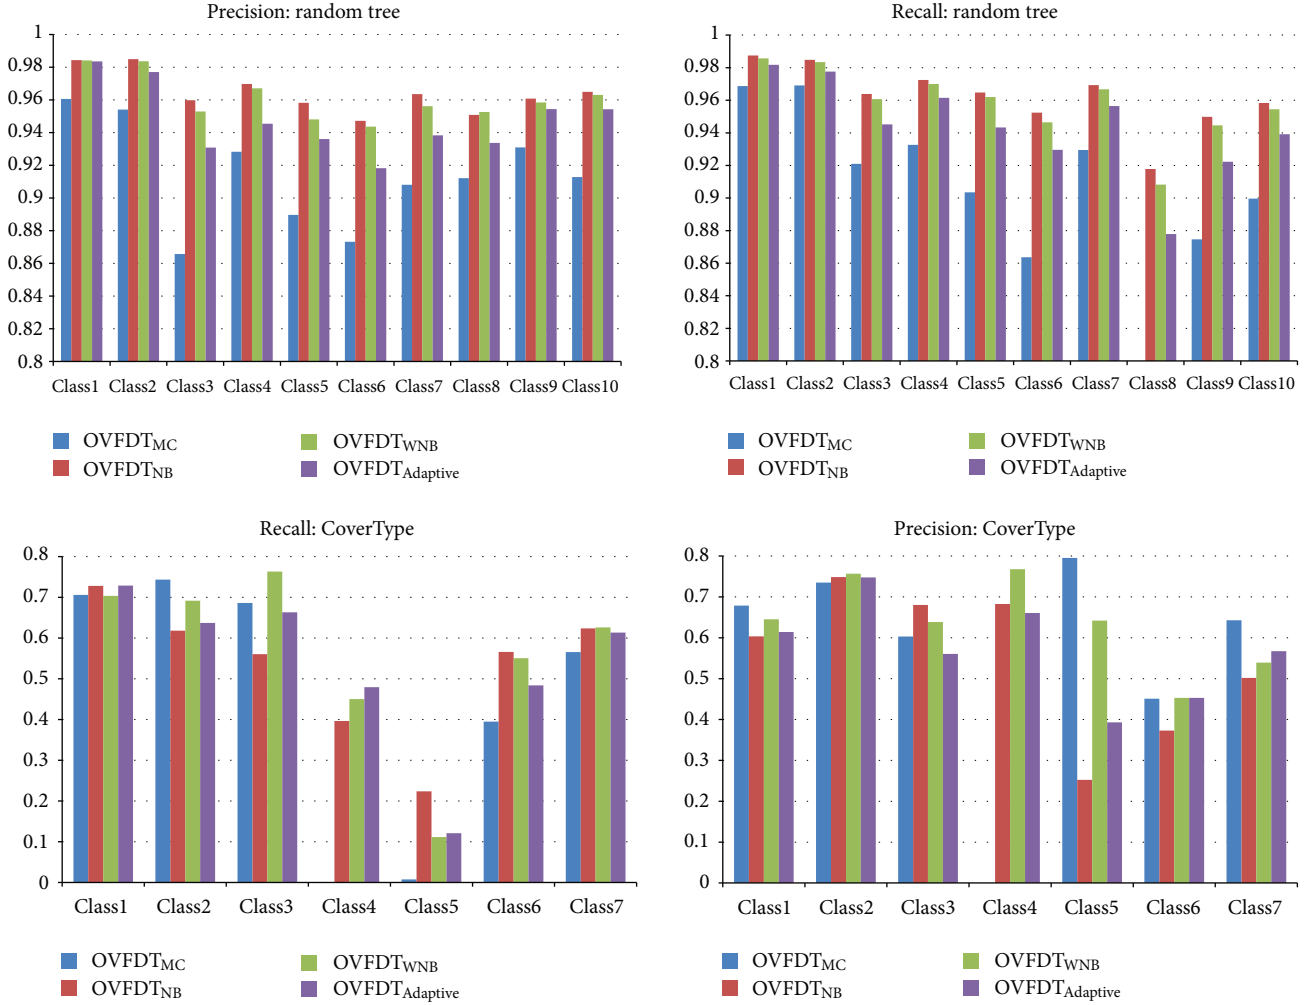 Precision: random tree
1
0.98
0.96
0.94
0.92
0.9
0.88
0.86
0.84
0.82
0.8
Class1 Class2 Class3 Class4 Class5 Class6 Class7 Class8 Class9 Class10
OVFDTMC
OVFDTWNB
OVFDTNB
OVFDTAdaptive
Recall: random tree
1
0.98
0.96
0.94
0.92
0.9
0.88
0.86
0.84
0.82
0.8
Class1 Class2 Class3 Class4 Class5 Class6 Class7 Class8 Class9 Class10
OVFDTMC
OVFDTWNB
OVFDTNB
OVFDTAdaptive
Recall: CoverType
0.8
0.7
0.6
0.5
0.4
0.3
0.2
0.1
0
Class1 Class2 Class3 Class4 Class5 Class6 Class7
OVFDTMC
OVFDTWNB
OVFDTNB
OVFDTAdaptive
Precision: CoverType
0.8
0.7
0.6
0.5
0.4
0.3
0.2
0.1
0
Class1 Class2 Class3 Class4 Class5 Class6 Class7
OVFDTMC
OVFDTWNB
OVFDTNB
OVFDTAdaptive